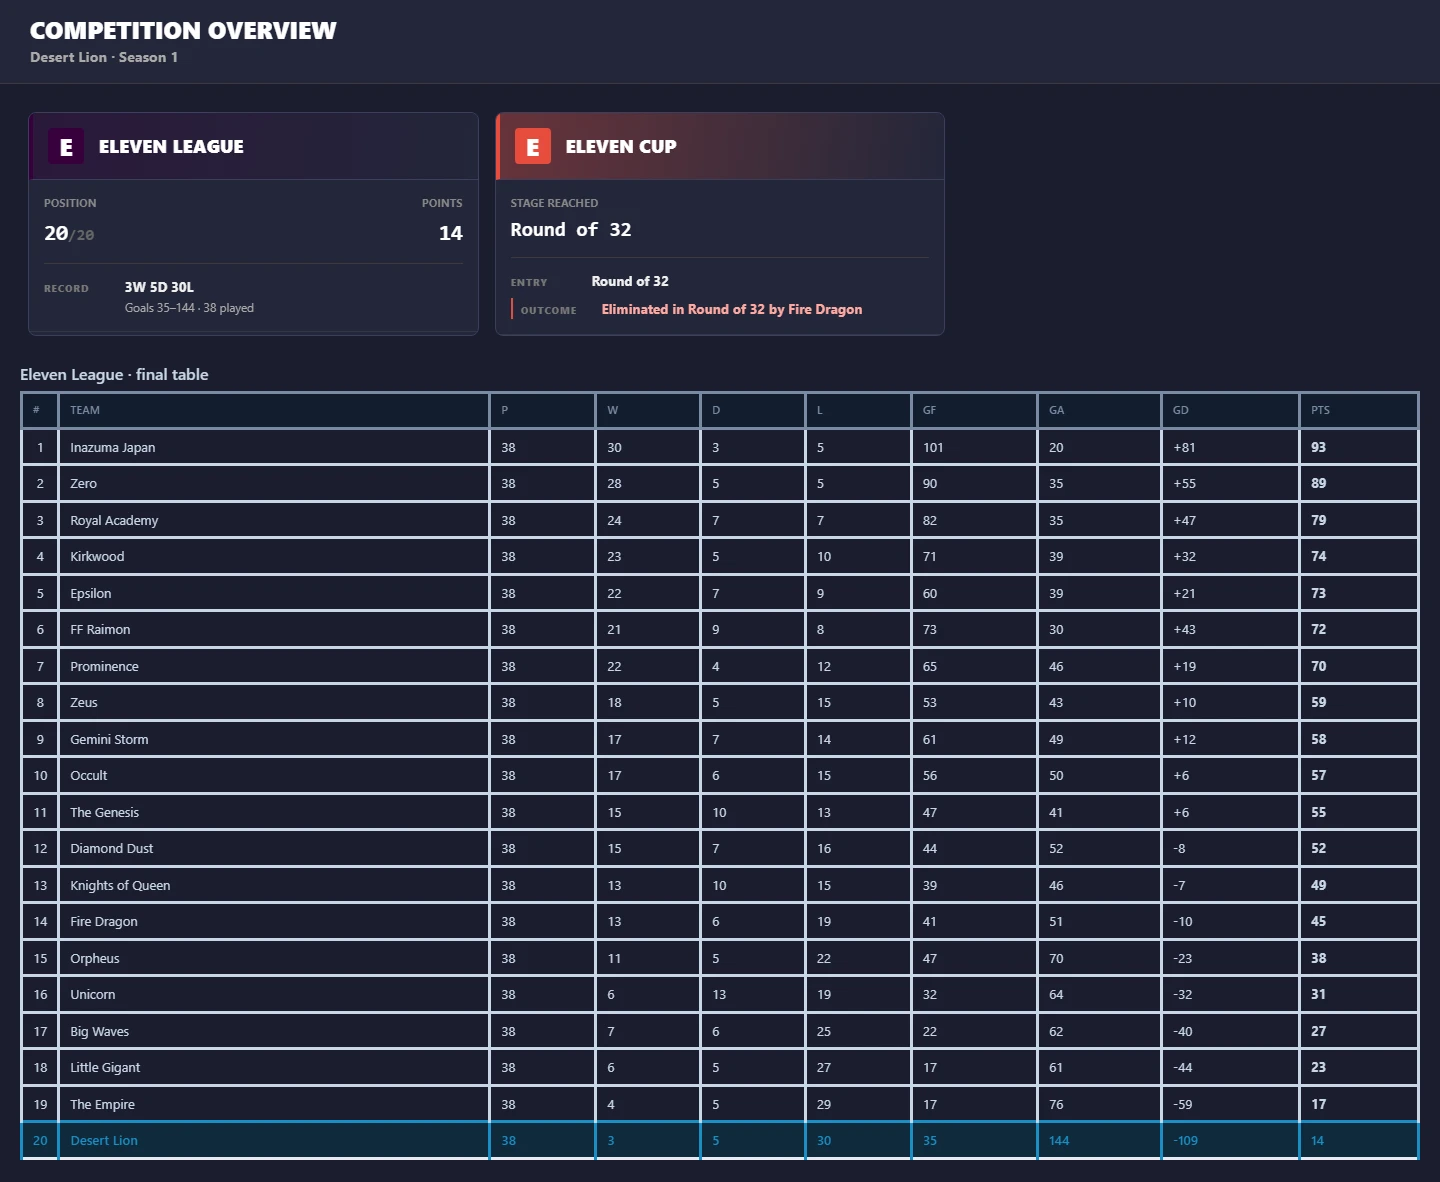 COMPETITION OVERVIEW
Desert Lion · Season 1
E ELEVEN LEAGUE
POSITION POINTS
20/20 14
RECORD 3W 5D 30L
Goals 35–144 · 38 played
E ELEVEN CUP
STAGE REACHED
Round of 32
ENTRY Round of 32
OUTCOME Eliminated in Round of 32 by Fire Dragon
Eleven League · final table
# TEAM P W D L GF GA GD PTS
1 Inazuma Japan 38 30 3 5 101 20 +81 93
2 Zero 38 28 5 5 90 35 +55 89
3 Royal Academy 38 24 7 7 82 35 +47 79
4 Kirkwood 38 23 5 10 71 39 +32 74
5 Epsilon 38 22 7 9 60 39 +21 73
6 FF Raimon 38 21 9 8 73 30 +43 72
7 Prominence 38 22 4 12 65 46 +19 70
8 Zeus 38 18 5 15 53 43 +10 59
9 Gemini Storm 38 17 7 14 61 49 +12 58
10 Occult 38 17 6 15 56 50 +6 57
11 The Genesis 38 15 10 13 47 41 +6 55
12 Diamond Dust 38 15 7 16 44 52 -8 52
13 Knights of Queen 38 13 10 15 39 46 -7 49
14 Fire Dragon 38 13 6 19 41 51 -10 45
15 Orpheus 38 11 5 22 47 70 -23 38
16 Unicorn 38 6 13 19 32 64 -32 31
17 Big Waves 38 7 6 25 22 62 -40 27
18 Little Gigant 38 6 5 27 17 61 -44 23
19 The Empire 38 4 5 29 17 76 -59 17
20 Desert Lion 38 3 5 30 35 144 -109 14